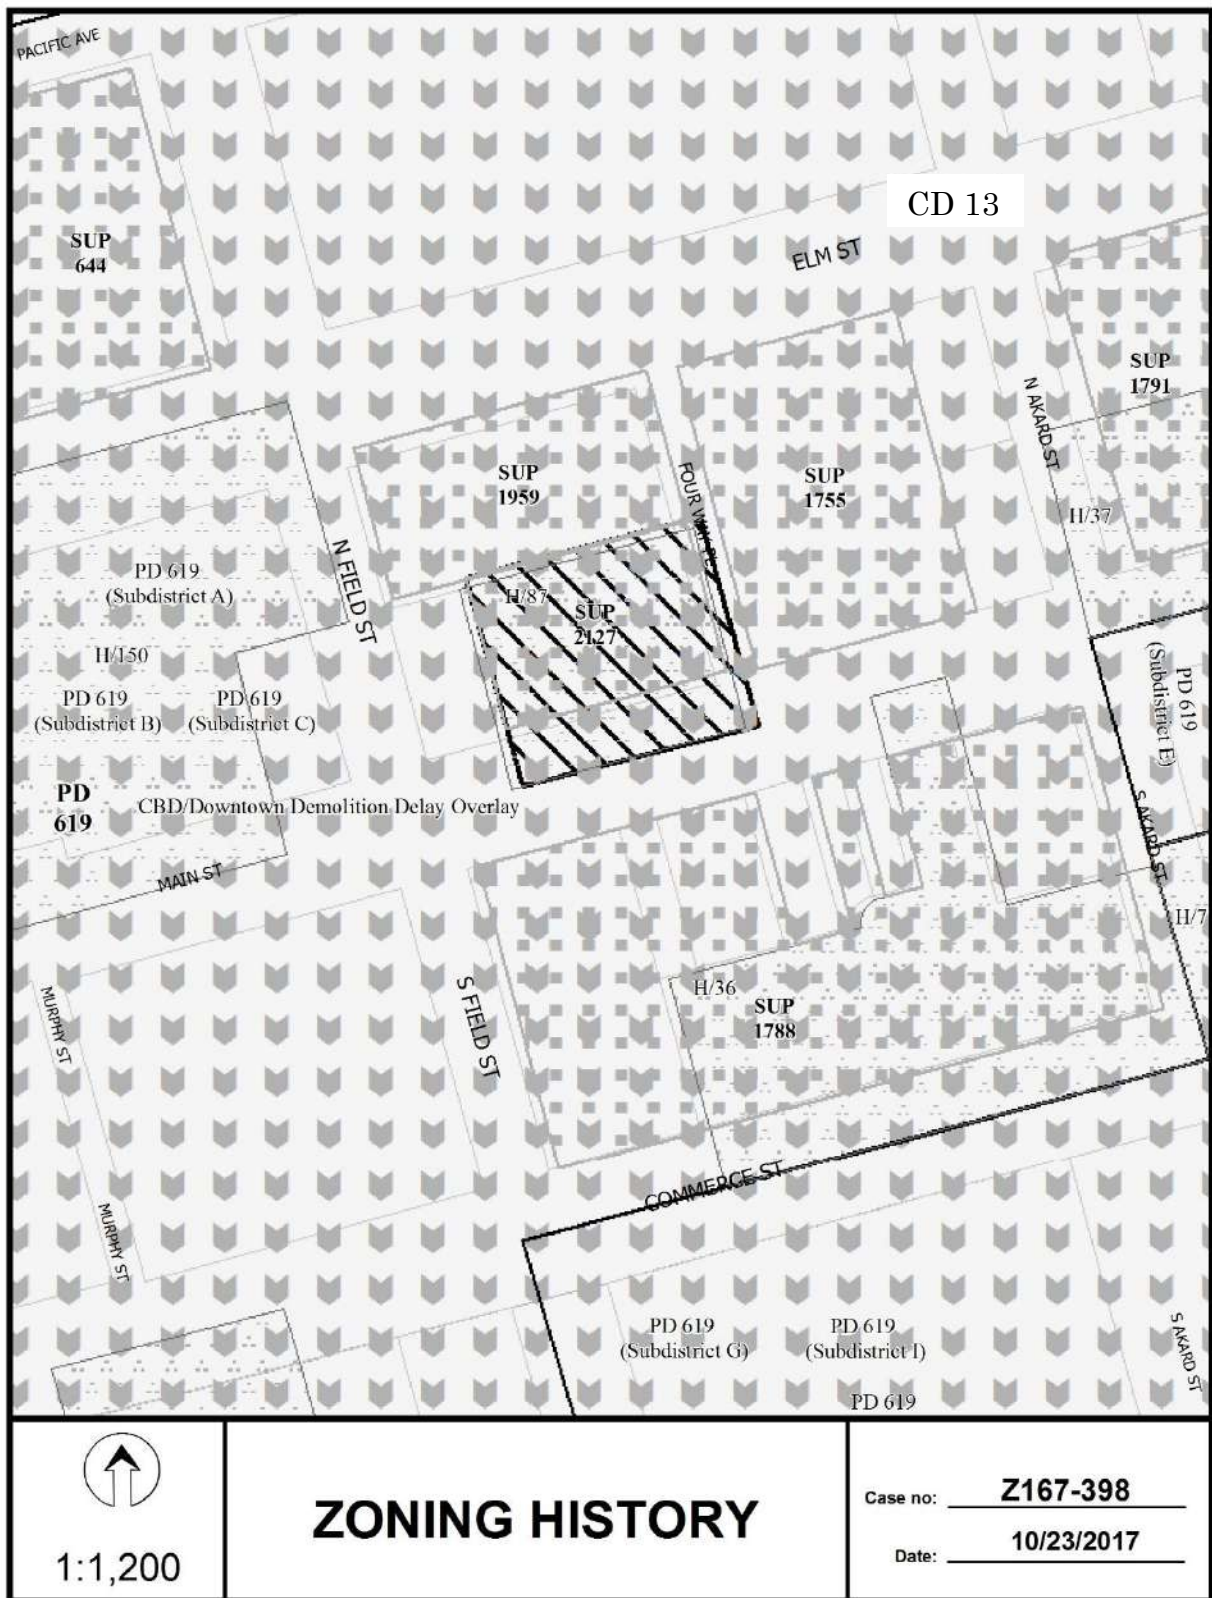 PACIFIC AVE
CD 13
SUP
644
ELM ST
SUP
1791
N AKARD ST
SUP
1959
FOUR WAY PL
SUP
1755
H/37
N FIELD ST
PD 619
(Subdistrict A)
H/87
SUP
2127
H/150
PD 619
(Subdistrict B)
PD 619
(Subdistrict C)
PD 619
(Subdistrict E)
PD
619
CBD/Downtown Demolition Delay Overlay
S AKARD ST
MAIN ST
H/7
MURPHY ST
S FIELD ST
H/36
SUP
1788
COMMERCE ST
MURPHY ST
PD 619
(Subdistrict G)
PD 619
(Subdistrict I)
S AKARD ST
PD 619
1:1,200
ZONING HISTORY
Case no: Z167-398
Date: 10/23/2017